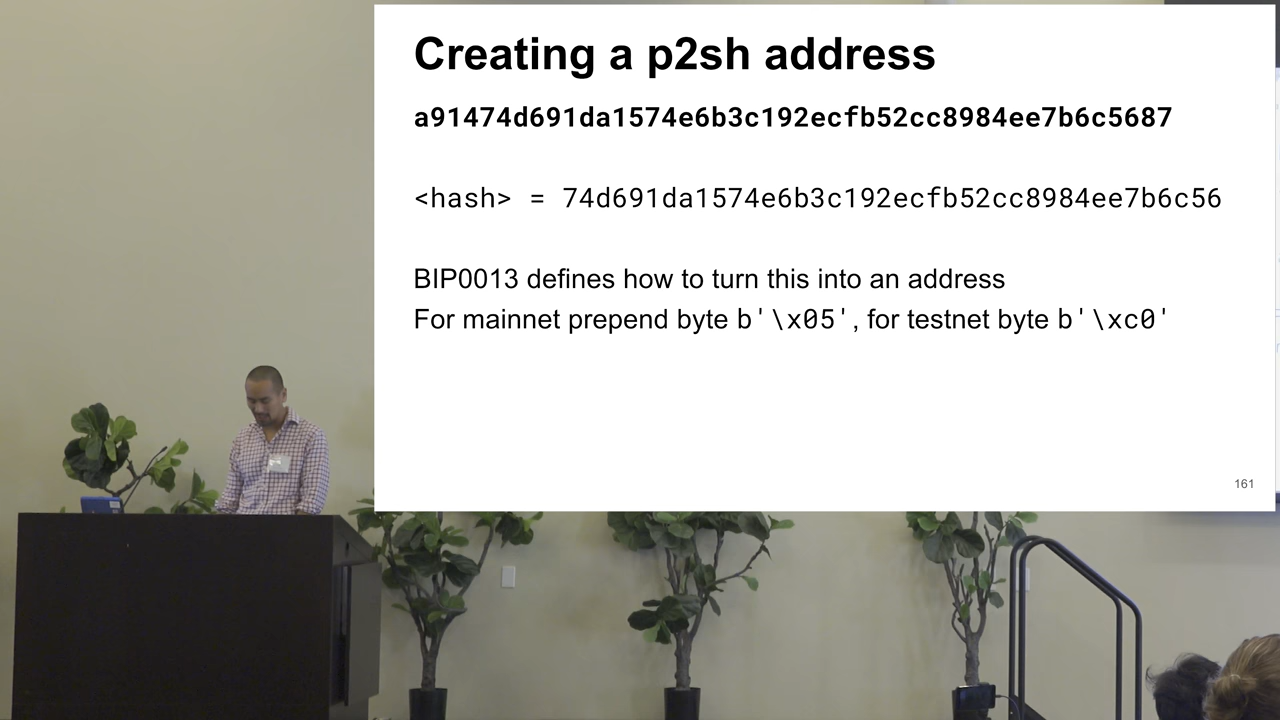 Creating a p2sh address
a91474d691da1574e6b3c192ecfb52cc8984ee7b6c5687
<hash> = 74d691da1574e6b3c192ecfb52cc8984ee7b6c56
BIP0013 defines how to turn this into an address
For mainnet prepend byte b'\x05', for testnet byte b'\xc0'
161